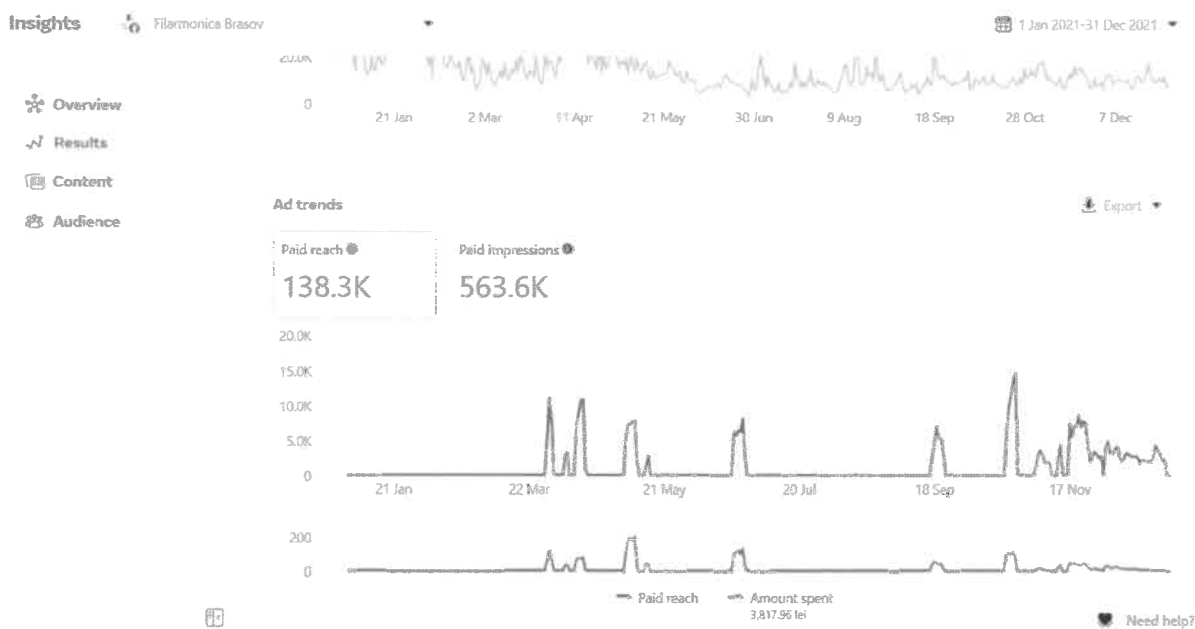 Insights Filarmonica Brasov 1 Jan 2021-31 Dec 2021
20.0K
0
21 Jan 2 Mar 11 Apr 21 May 30 Jun 9 Aug 18 Sep 28 Oct 7 Dec
Overview
Results
Content
Audience
Ad trends Export
Paid reach Paid impressions
138.3K 563.6K
20.0K
15.0K
10.0K
5.0K
0
21 Jan 22 Mar 21 May 20 Jul 18 Sep 17 Nov
200
0
Paid reach Amount spent
3,817.96 lei
Need help?